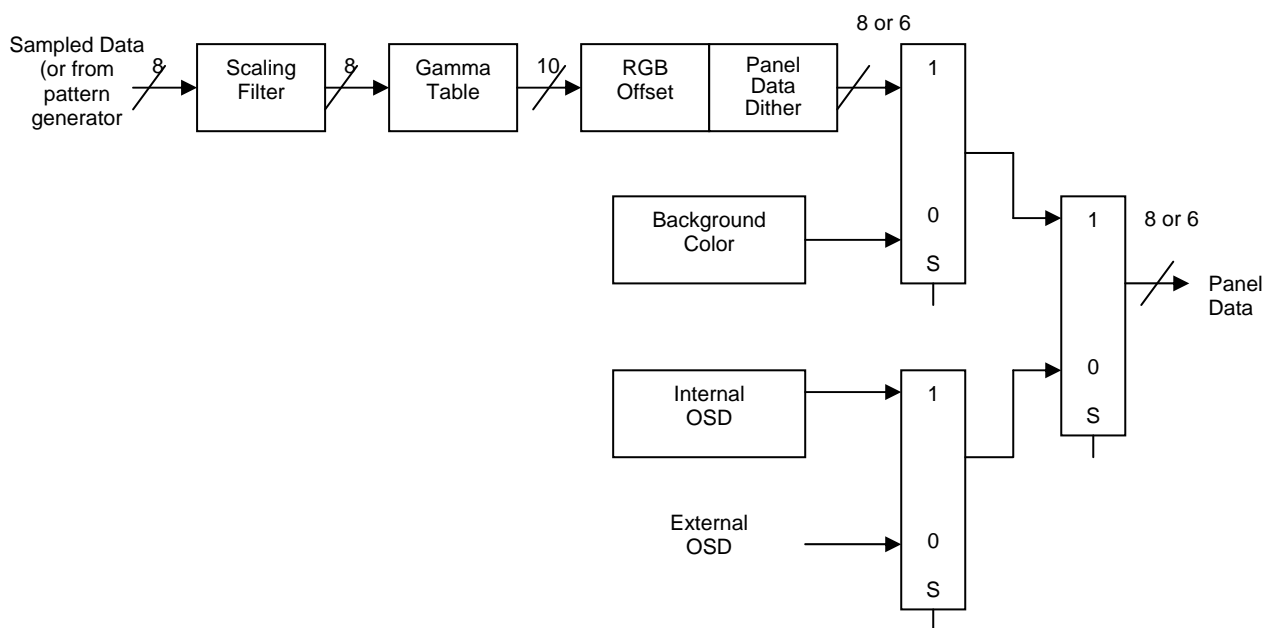 8 or 6
Sampled Data
(or from
pattern
generator
8
Scaling
Filter
8
Gamma
Table
10
RGB
Offset
Panel
Data
Dither
1
0
S
Background
Color
1
0
S
8 or 6
Panel
Data
Internal
OSD
External
OSD
1
0
S